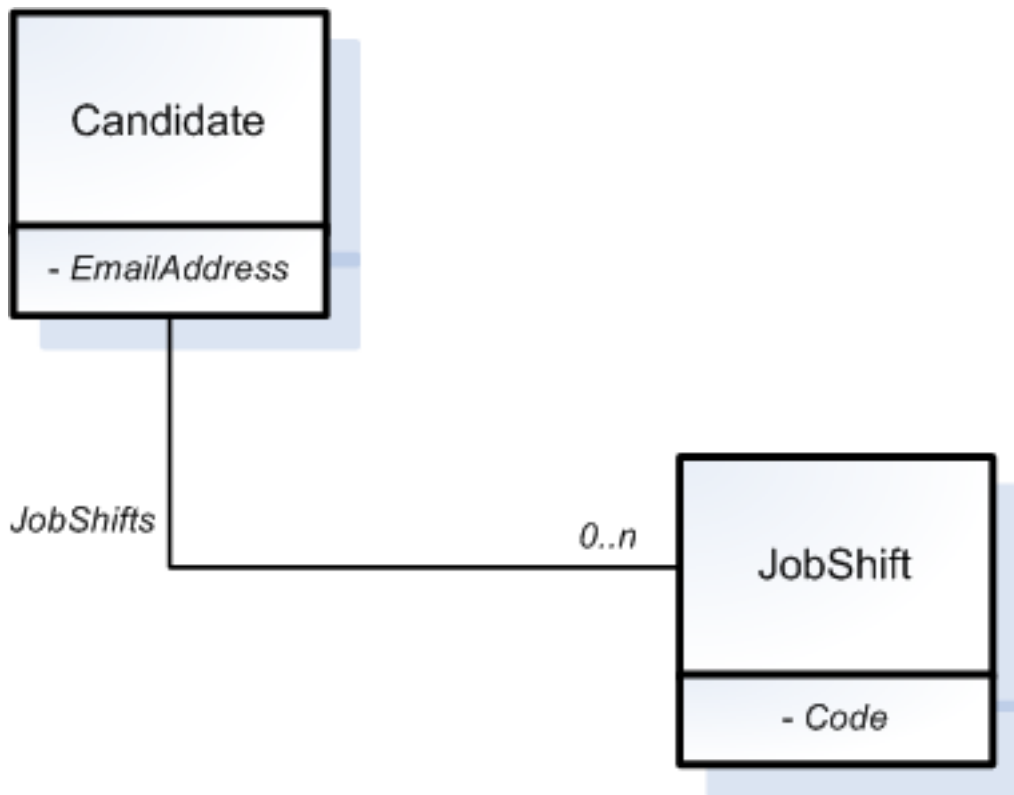 Candidate
- EmailAddress
JobShifts
0..n
JobShift
- Code